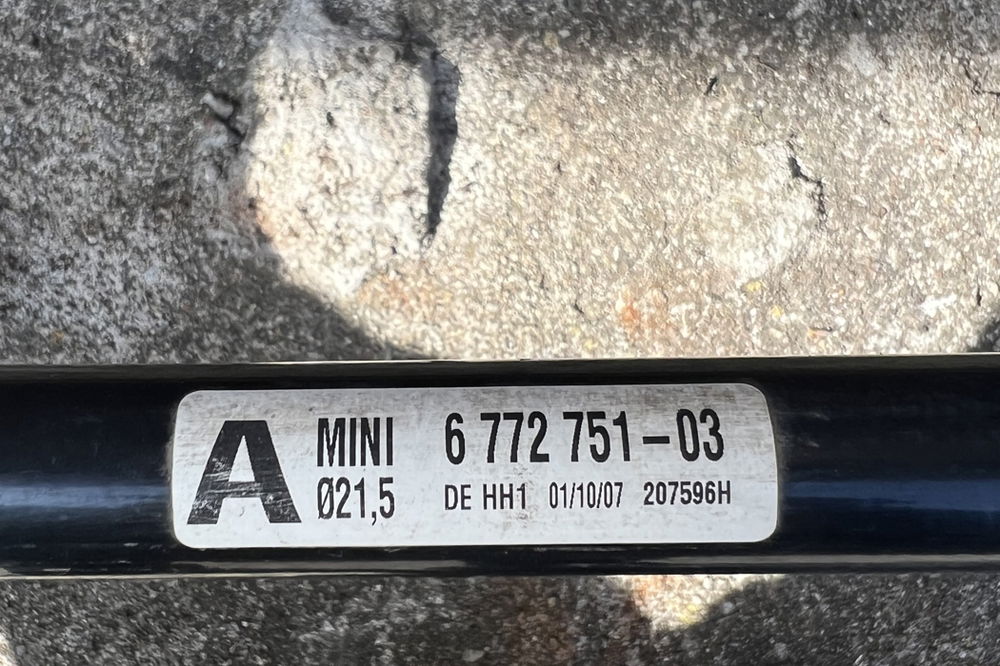 A
MINI 6 772 751-03
Ø21,5 DE HH1 01/10/07 207596H